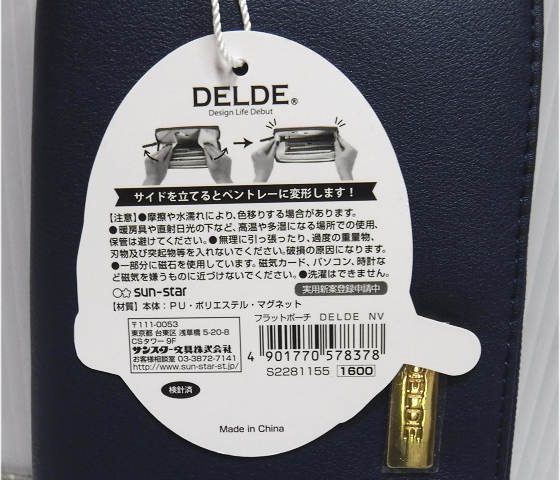 DELDE®
Design Life Debut
サイドを立てるとペントレーに変形します！
【注意】●摩擦や水濡れにより、色移りする場合があります。
●暖房具や直射日光の下など、高温や多湿になる場所での使用、
保管は避けてください。●無理に引っ張ったり、過度の重量物、
刃物及び突起物等を入れないでください。破損の原因になります。
●一部分に磁石を使用しています。磁気カード、パソコン、時計な
ど磁気を嫌うものに近づけないでください。●洗濯はできません。
sun-star
実用新案登録申請中
【材質】本体：PU・ポリエステル・マグネット
〒111-0053
東京都 台東区 浅草橋 5-20-8
CSタワー 9F
サンスター文具株式会社
お客様相談室 03-3872-7141
http://www.sun-star-st.jp/
フラットポーチ DELDE NV
4 901770 578378
S2281155 1600
検針済
Made in China
DELDE